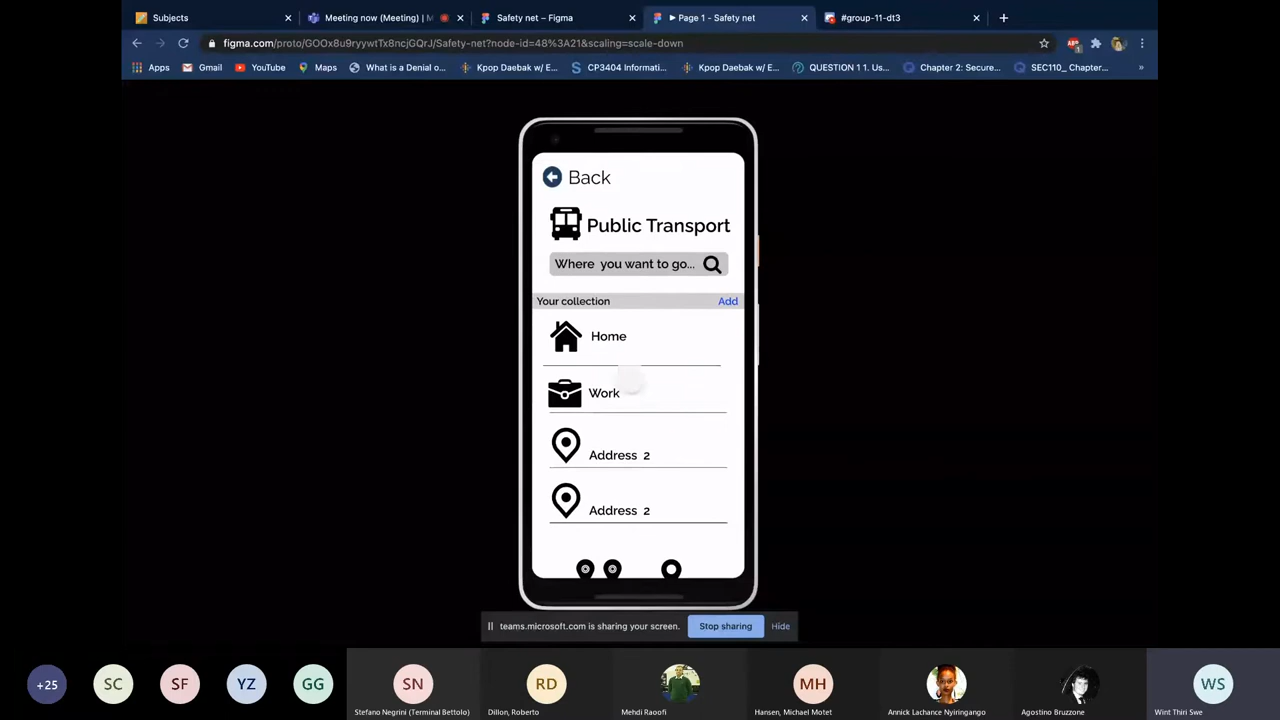 Subjects
Meeting now (Meeting) | M
Safety net – Figma
Page 1 - Safety net
#group-11-dt3
figma.com/proto/GOOx8u9ryywtTx8ncjGQrJ/Safety-net?node-id=48%3A21&scaling=scale-down
ABP
1
Apps
Gmail
YouTube
Maps
What is a Denial o...
Kpop Daebak w/ E...
CP3404 Informati...
Kpop Daebak w/ E...
QUESTION 1 1. Us...
Chapter 2: Secure...
SEC110_ Chapter...
»
Back
Public Transport
Where you want to go...
Your collection
Add
Home
Work
Address 2
Address 2
teams.microsoft.com is sharing your screen.
Stop sharing
Hide
+25
SC
SF
YZ
GG
SN
RD
MH
WS
Stefano Negrini (Terminal Bettolo)
Dillon, Roberto
Mehdi Raoofi
Hansen, Michael Motet
Annick Lachance Nyiringango
Agostino Bruzzone
Wint Thiri Swe